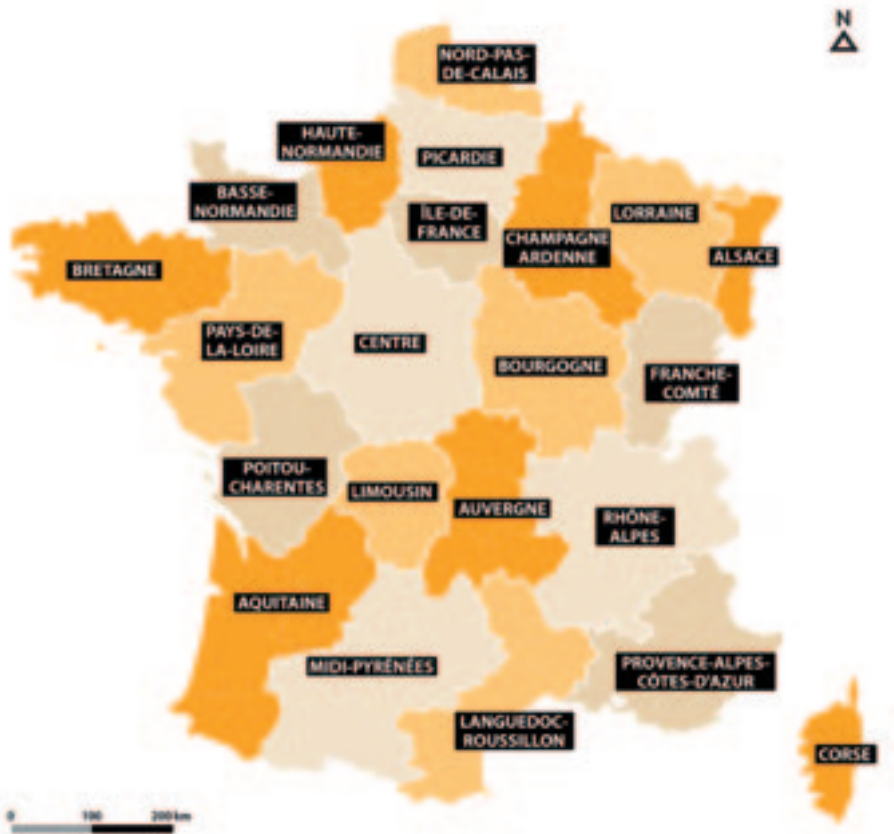 N
NORD-PAS-
DE-CALAIS
HAUTE-
NORMANDIE
PICARDIE
BASSE-
NORMANDIE
ÎLE-DE-
FRANCE
LORRAINE
CHAMPAGNE
ARDENNE
ALSACE
BRETAGNE
PAYS-DE-
LA-LOIRE
CENTRE
BOURGOGNE
FRANCHE-
COMTÉ
POITOU-
CHARENTES
LIMOUSIN
AUVERGNE
RHÔNE-
ALPES
AQUITAINE
MIDI-PYRÉNÉES
PROVENCE-ALPES-
CÔTES-D'AZUR
LANGUEDOC-
ROUSSILLON
CORSE
0 100 200 km